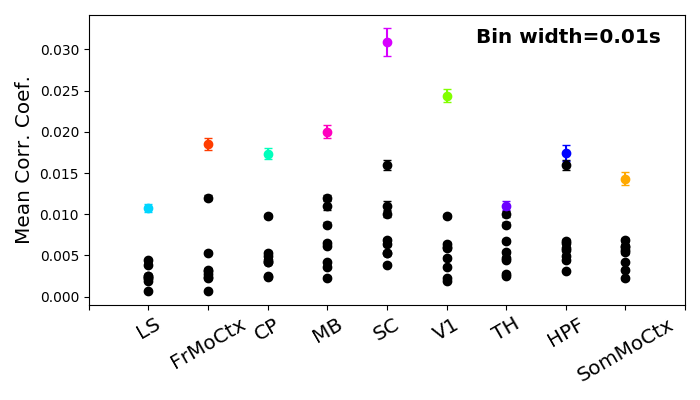 Bin width=0.01s
Mean Corr. Coef.
0.030
0.025
0.020
0.015
0.010
0.005
0.000
LS
FrMoCtx
CP
MB
SC
V1
TH
HPF
SomMoCtx